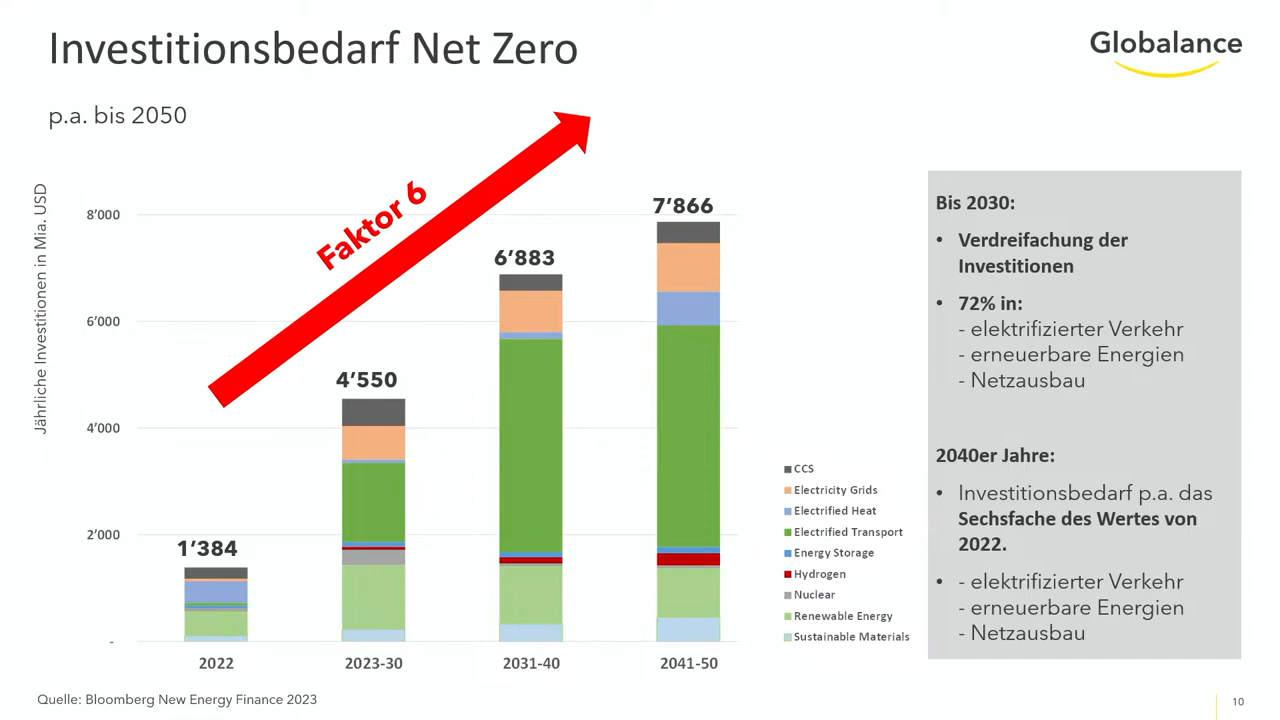 Investitionsbedarf Net Zero
Globalance
p.a. bis 2050
Jährliche Investitionen in Mia. USD
8’000
6’000
4’000
2’000
-
Faktor 6
1’384
4’550
6’883
7’866
2022
2023-30
2031-40
2041-50
CCS
Electricity Grids
Electrified Heat
Electrified Transport
Energy Storage
Hydrogen
Nuclear
Renewable Energy
Sustainable Materials
Bis 2030:
• Verdreifachung der
Investitionen
• 72% in:
- elektrifizierter Verkehr
- erneuerbare Energien
- Netzausbau
2040er Jahre:
• Investitionsbedarf p.a. das
Sechsfache des Wertes von
2022.
• - elektrifizierter Verkehr
- erneuerbare Energien
- Netzausbau
Quelle: Bloomberg New Energy Finance 2023
10